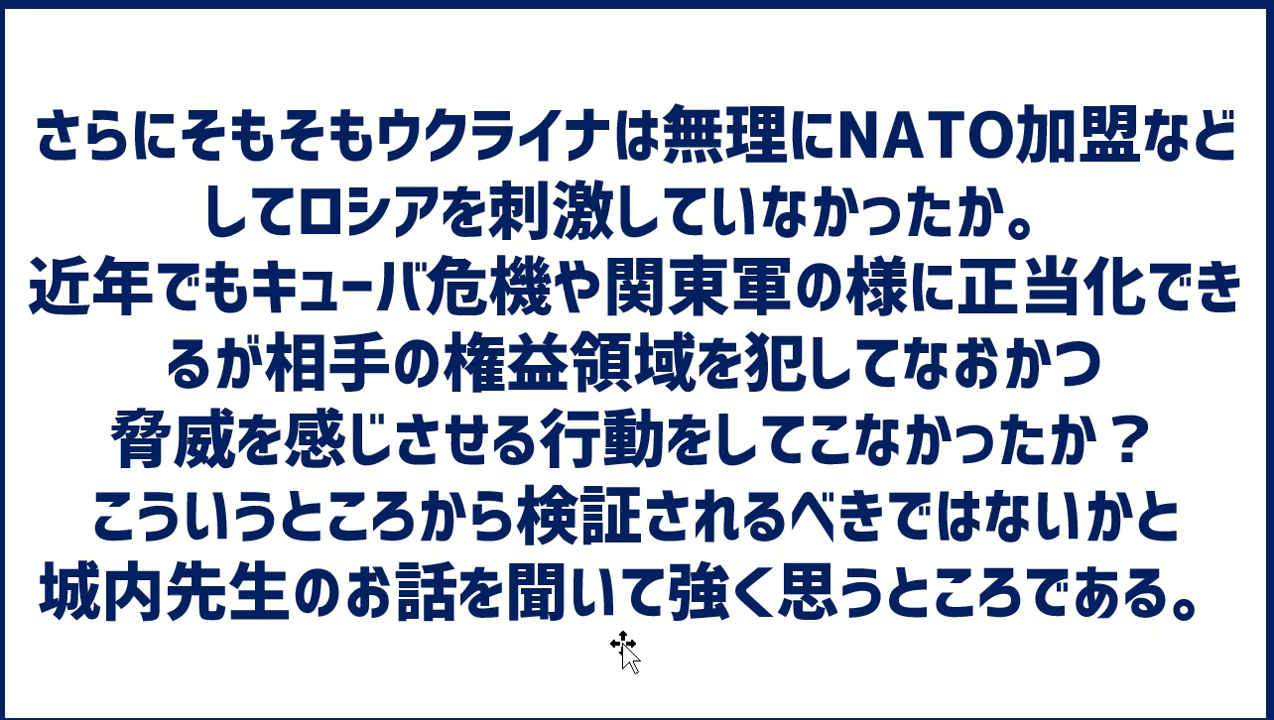 さらにそもそもウクライナは無理にNATO加盟など
してロシアを刺激していなかったか。
近年でもキューバ危機や関東軍の様に正当化でき
るが相手の権益領域を犯してなおかつ
脅威を感じさせる行動をしてこなかったか？
こういうところから検証されるべきではないかと
城内先生のお話を聞いて強く思うところである。